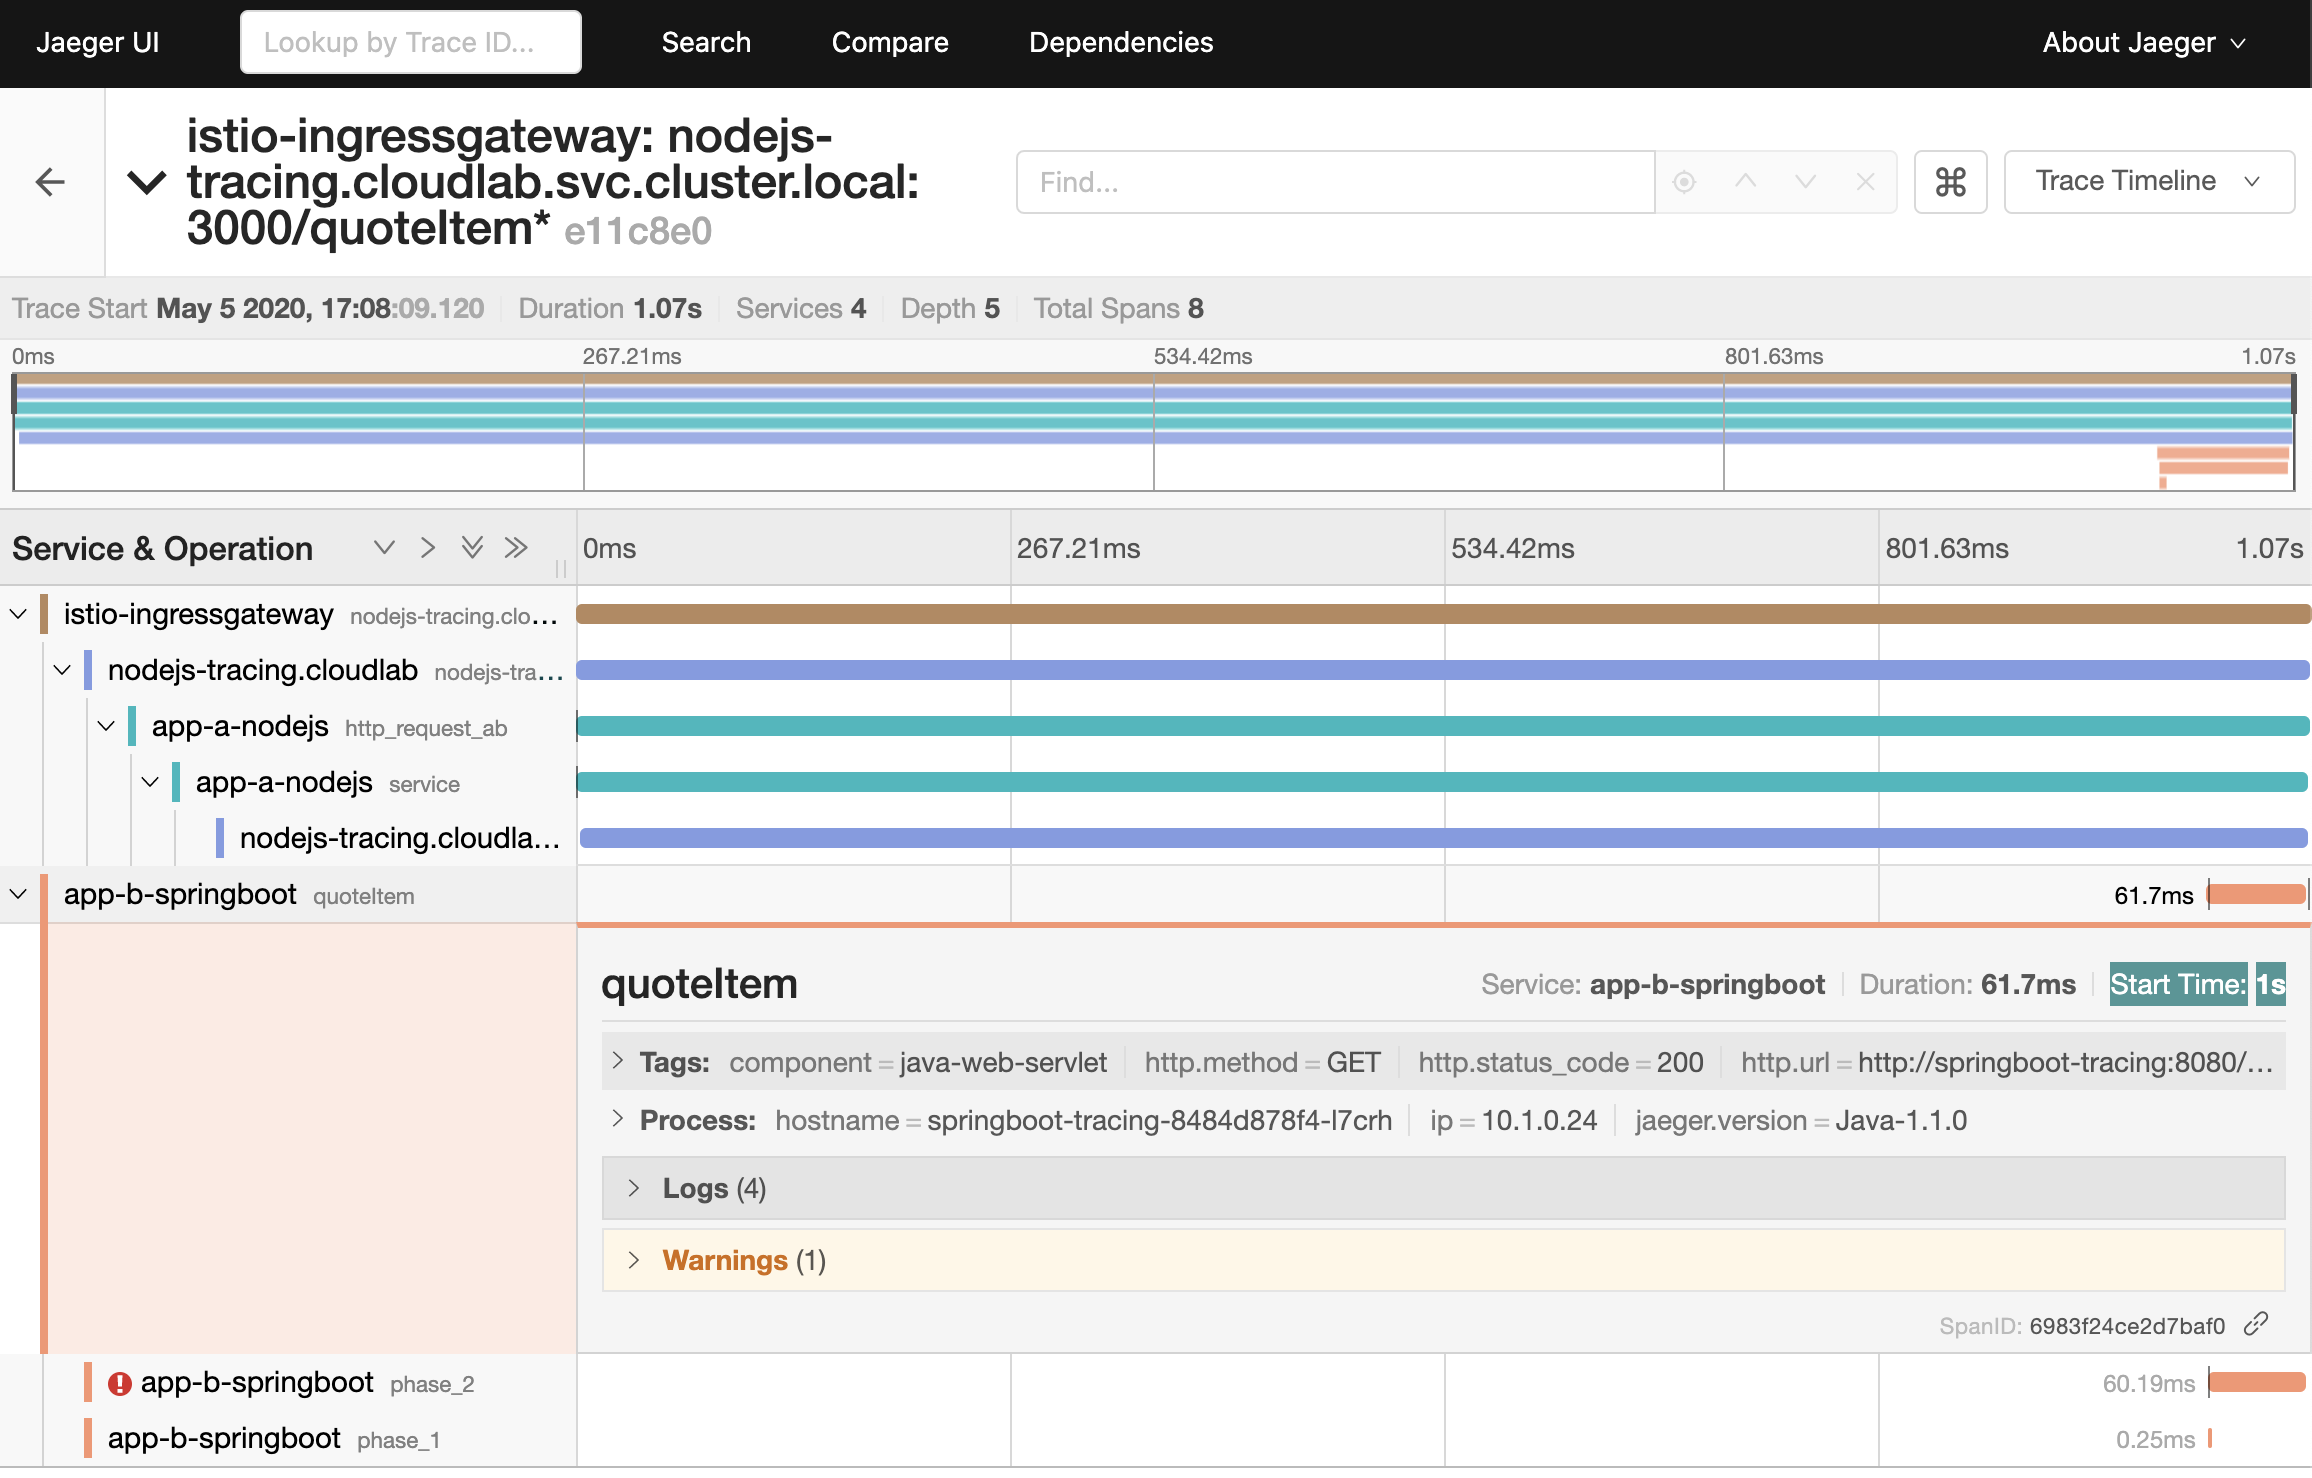 Jaeger UI Lookup by Trace ID... Search Compare Dependencies About Jaeger
istio-ingressgateway: nodejs-
tracing.cloudlab.svc.cluster.local:
3000/quoteItem* e11c8e0
Find...
⌘
Trace Timeline
Trace Start May 5 2020, 17:08:09.120 Duration 1.07s Services 4 Depth 5 Total Spans 8
0ms 267.21ms 534.42ms 801.63ms 1.07s
Service & Operation 0ms 267.21ms 534.42ms 801.63ms 1.07s
istio-ingressgateway nodejs-tracing.clo...
nodejs-tracing.cloudlab nodejs-tra...
app-a-nodejs http_request_ab
app-a-nodejs service
nodejs-tracing.cloudla...
app-b-springboot quoteItem 61.7ms
quoteItem Service: app-b-springboot Duration: 61.7ms Start Time: 1s
Tags: component = java-web-servlet http.method = GET http.status_code = 200 http.url = http://springboot-tracing:8080/...
Process: hostname = springboot-tracing-8484d878f4-l7crh ip = 10.1.0.24 jaeger.version = Java-1.1.0
Logs (4)
Warnings (1)
SpanID: 6983f24ce2d7baf0
app-b-springboot phase_2 60.19ms
app-b-springboot phase_1 0.25ms